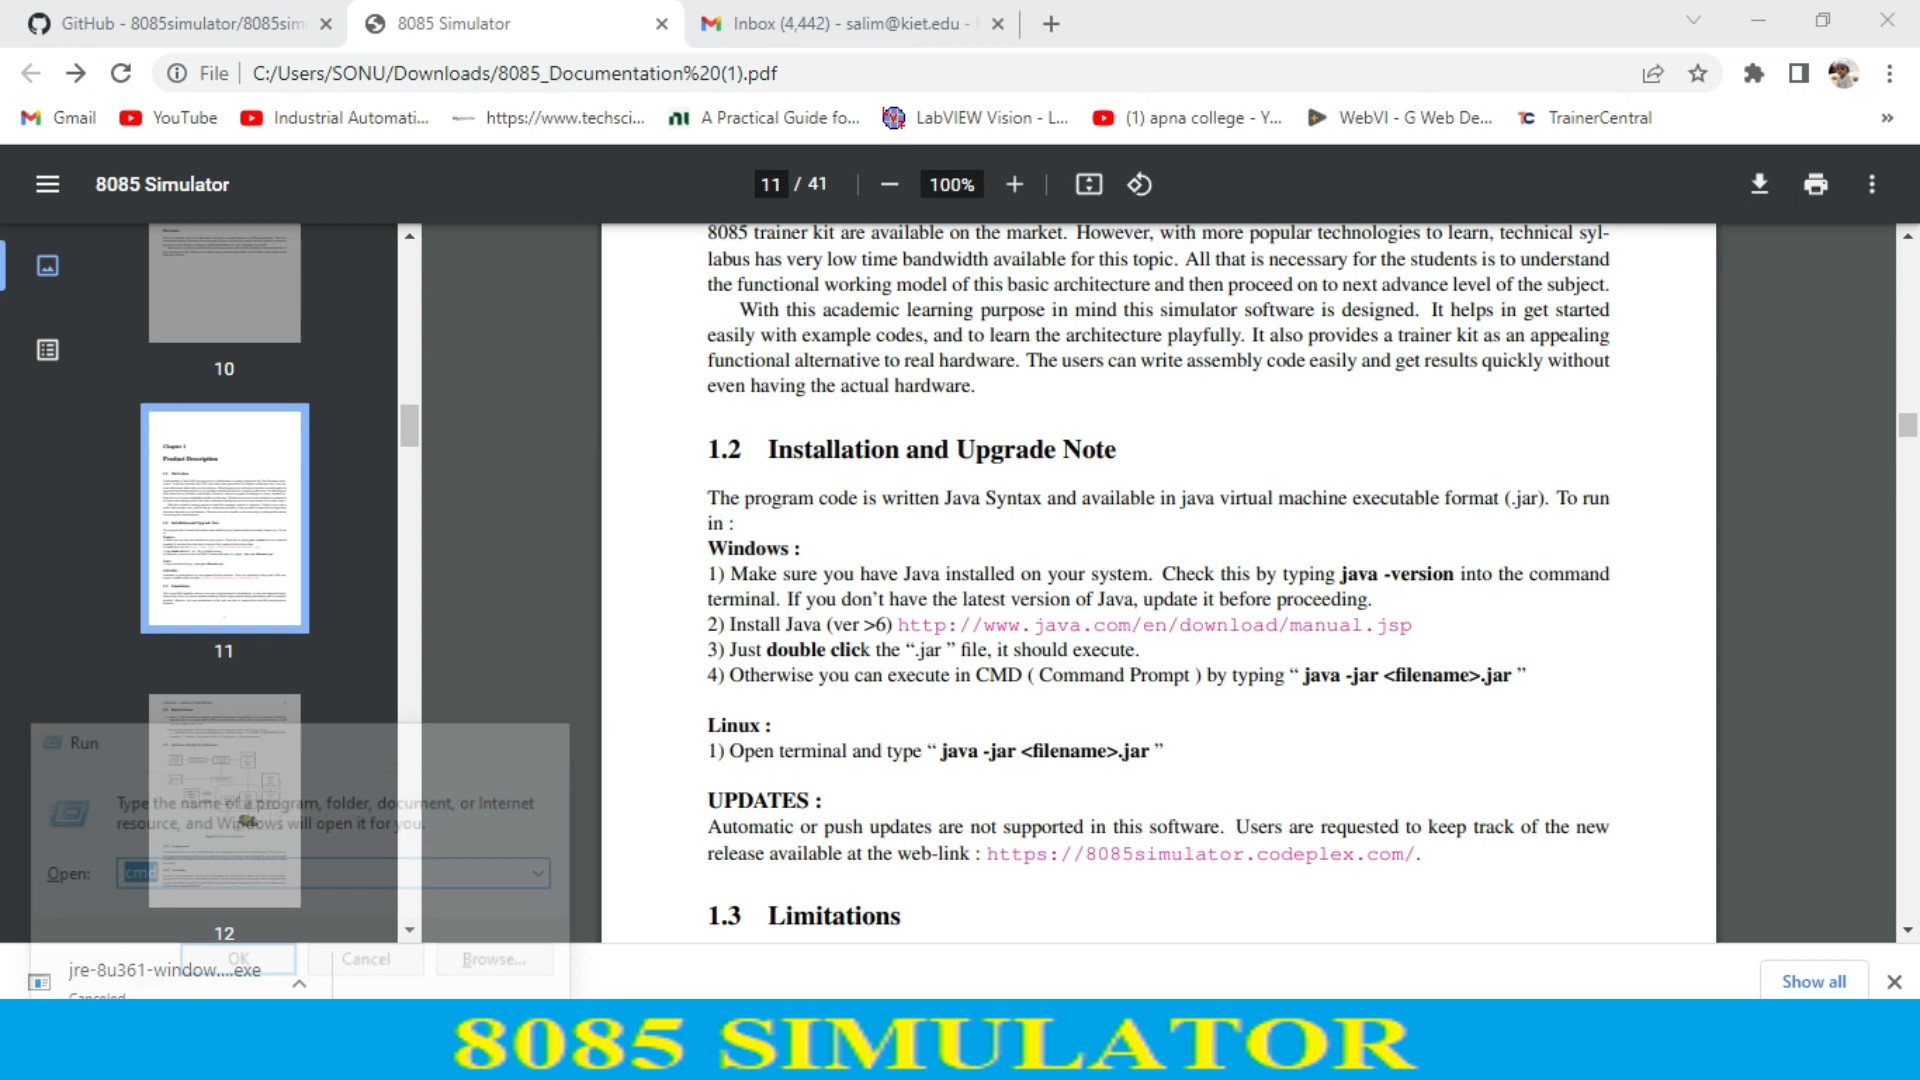 GitHub - 8085simulator/8085sim
8085 Simulator
Inbox (4,442) - salim@kiet.edu -
File
C:/Users/SONU/Downloads/8085_Documentation%20(1).pdf
Gmail
YouTube
Industrial Automati...
https://www.techsci...
A Practical Guide fo...
LabVIEW Vision - L...
(1) apna college - Y...
WebVI - G Web De...
TrainerCentral
8085 Simulator
11 / 41
100%
10
Chapter 1
Product Description
11
12
8085 trainer kit are available on the market. However, with more popular technologies to learn, technical syl-
labus has very low time bandwidth available for this topic. All that is necessary for the students is to understand
the functional working model of this basic architecture and then proceed on to next advance level of the subject.
With this academic learning purpose in mind this simulator software is designed. It helps in get started
easily with example codes, and to learn the architecture playfully. It also provides a trainer kit as an appealing
functional alternative to real hardware. The users can write assembly code easily and get results quickly without
even having the actual hardware.
1.2 Installation and Upgrade Note
The program code is written Java Syntax and available in java virtual machine executable format (.jar). To run
in :
Windows :
1) Make sure you have Java installed on your system. Check this by typing java -version into the command
terminal. If you don't have the latest version of Java, update it before proceeding.
2) Install Java (ver >6) http://www.java.com/en/download/manual.jsp
3) Just double click the “.jar ” file, it should execute.
4) Otherwise you can execute in CMD ( Command Prompt ) by typing “ java -jar <filename>.jar ”
Linux :
1) Open terminal and type “ java -jar <filename>.jar ”
UPDATES :
Automatic or push updates are not supported in this software. Users are requested to keep track of the new
release available at the web-link : https://8085simulator.codeplex.com/.
1.3 Limitations
Run
Type the name of a program, folder, document, or Internet
resource, and Windows will open it for you.
Open:
cmd
OK
Cancel
Browse...
jre-8u361-window....exe
Canceled
Show all
8085 SIMULATOR